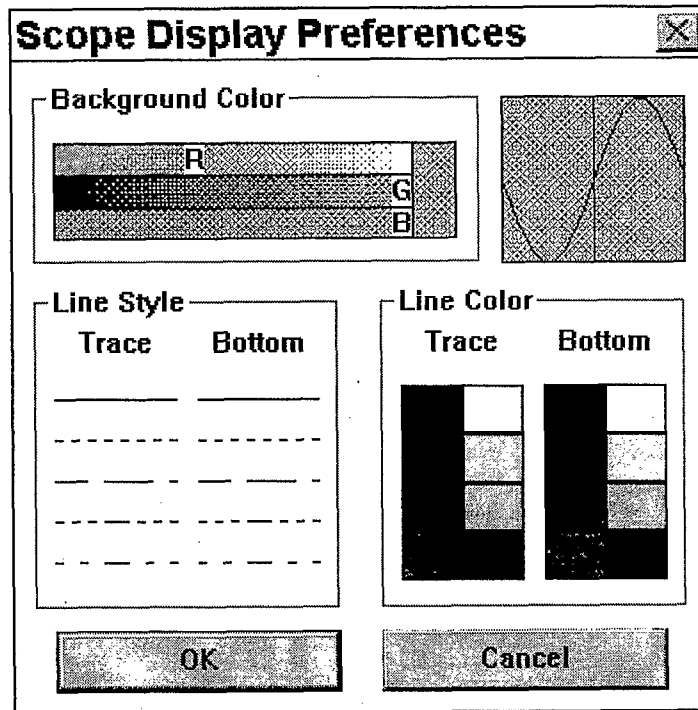 Scope Display Preferences
Background Color
R
G
B
Line Style
Trace Bottom
Line Color
Trace Bottom
OK
Cancel